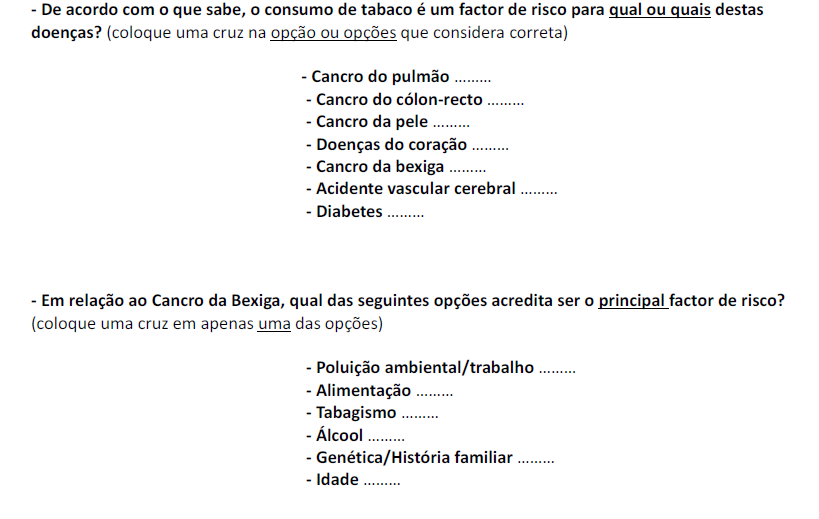 - De acordo com o que sabe, o consumo de tabaco é um factor de risco para qual ou quais destas
doenças? (coloque uma cruz na opção ou opções que considera correta)
- Cancro do pulmão .........
- Cancro do cólon-recto .........
- Cancro da pele .........
- Doenças do coração .........
- Cancro da bexiga .........
- Acidente vascular cerebral .........
- Diabetes .........
- Em relação ao Cancro da Bexiga, qual das seguintes opções acredita ser o principal factor de risco?
(coloque uma cruz em apenas uma das opções)
- Poluição ambiental/trabalho .........
- Alimentação .........
- Tabagismo .........
- Álcool .........
- Genética/História familiar .........
- Idade .........